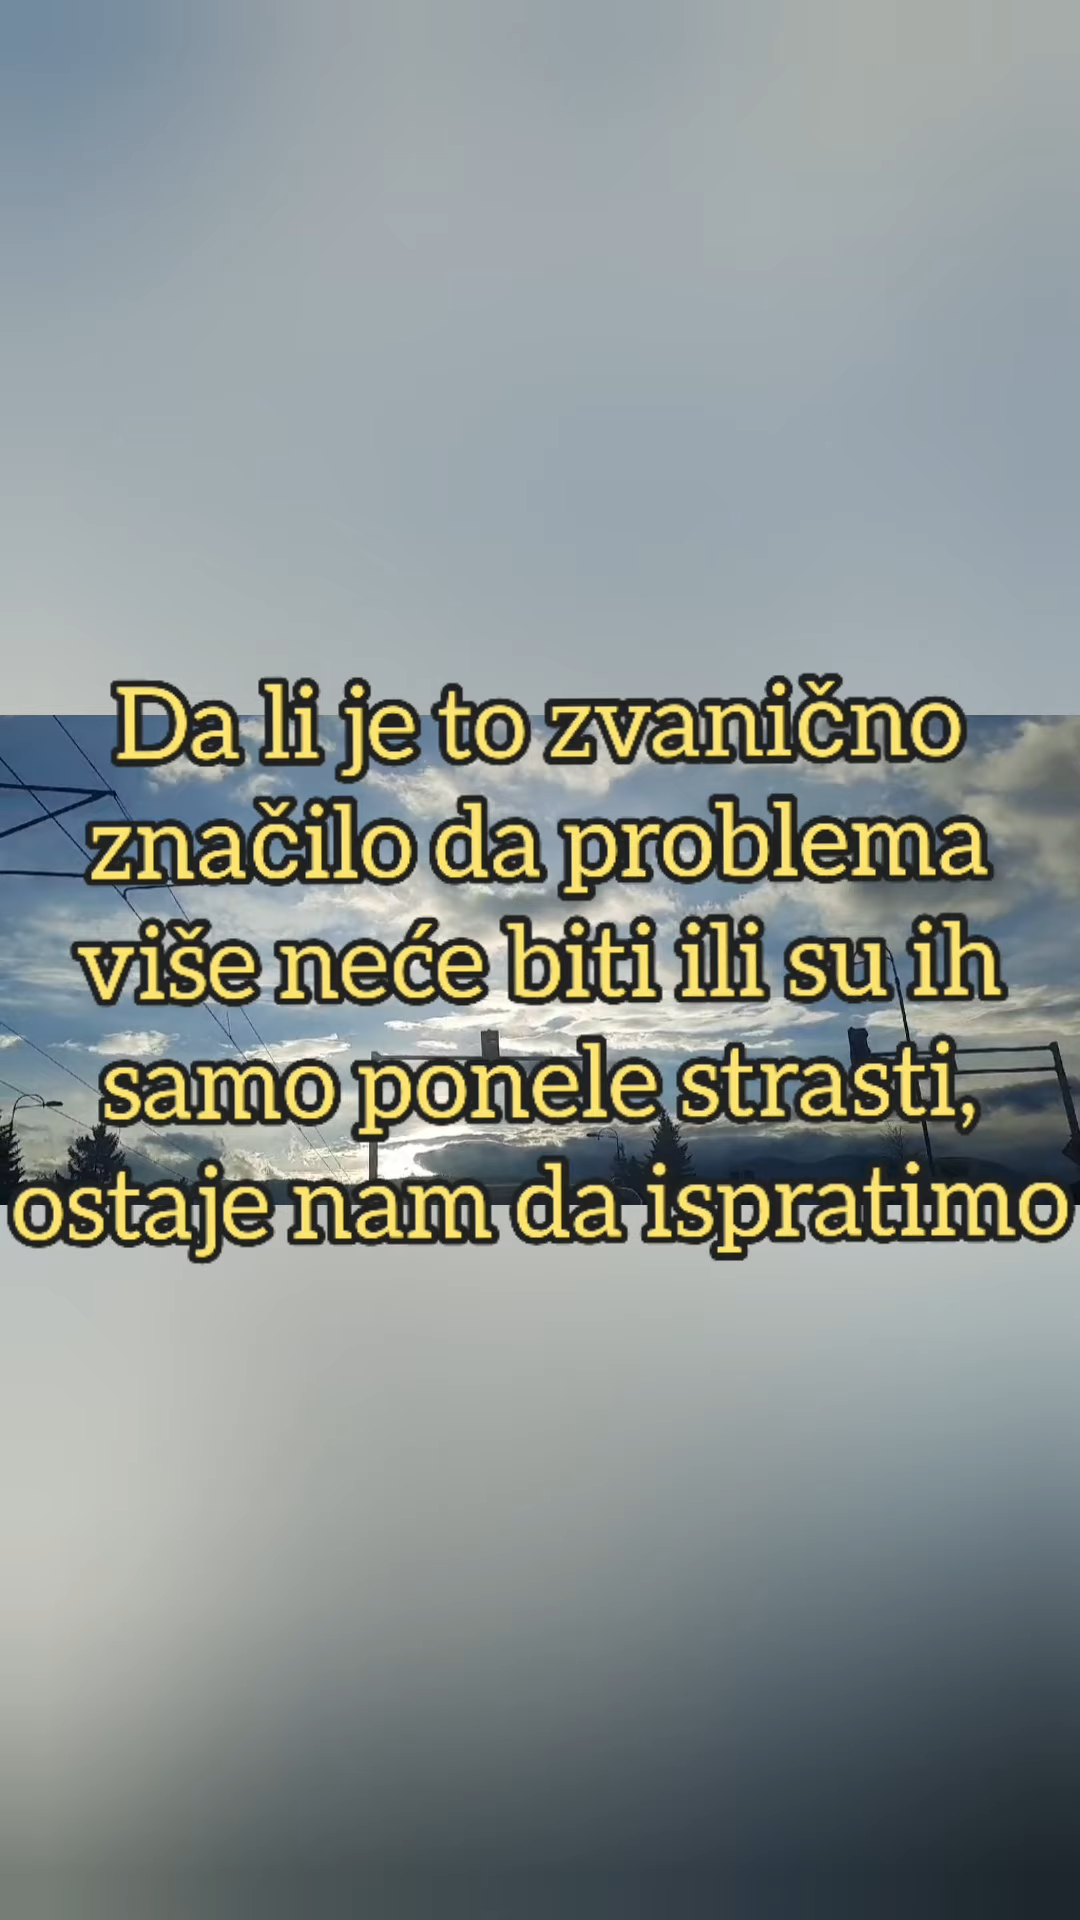 Da li je to zvanično
značilo da problema
više neće biti ili su ih
samo ponele strasti,
ostaje nam da ispratimo